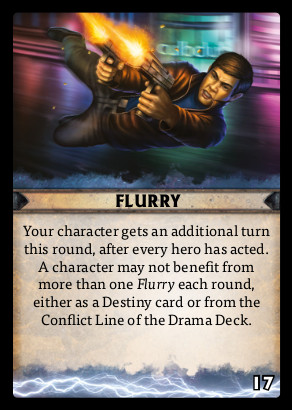 FLURRY
Your character gets an additional turn
this round, after every hero has acted.
A character may not benefit from
more than one Flurry each round,
either as a Destiny card or from the
Conflict Line of the Drama Deck.
17